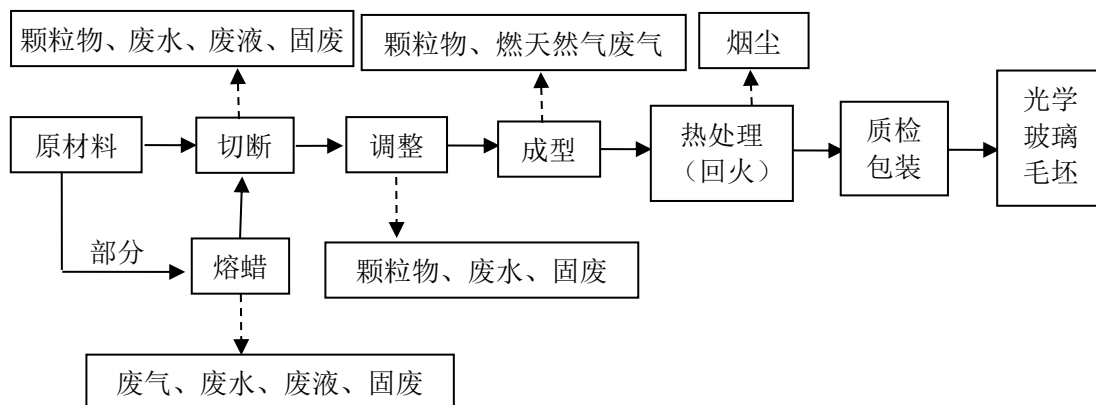 颗粒物、废水、废液、固废
颗粒物、燃天然气废气
烟尘
原材料
切断
调整
成型
热处理
（回火）
质检
包装
光学
玻璃
毛坯
部分
熔蜡
颗粒物、废水、固废
废气、废水、废液、固废